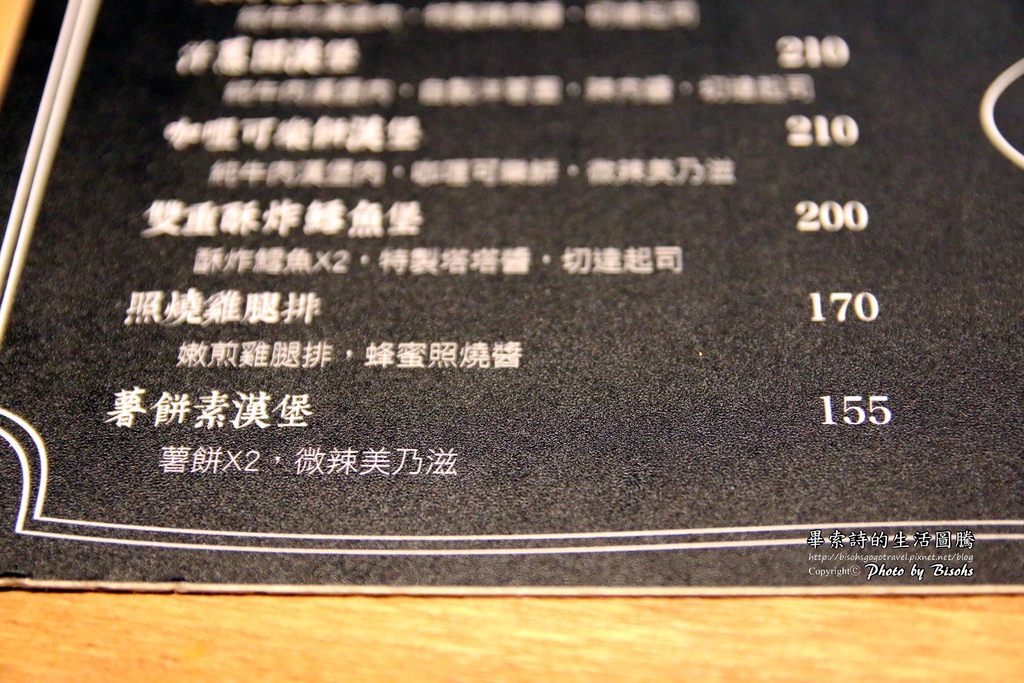 210
咖哩可樂餅漢堡 210
純牛肉漢堡肉，咖哩可樂餅，微辣美乃滋
雙重酥炸鱈魚堡 200
酥炸鱈魚X2，特製塔塔醬，切達起司
照燒雞腿排 170
嫩煎雞腿排，蜂蜜照燒醬
薯餅素漢堡 155
薯餅X2，微辣美乃滋
畢索詩的生活圖騰
http://bisohsgogotravel.pixnet.net/blog
Copyright© Photo by Bisohs